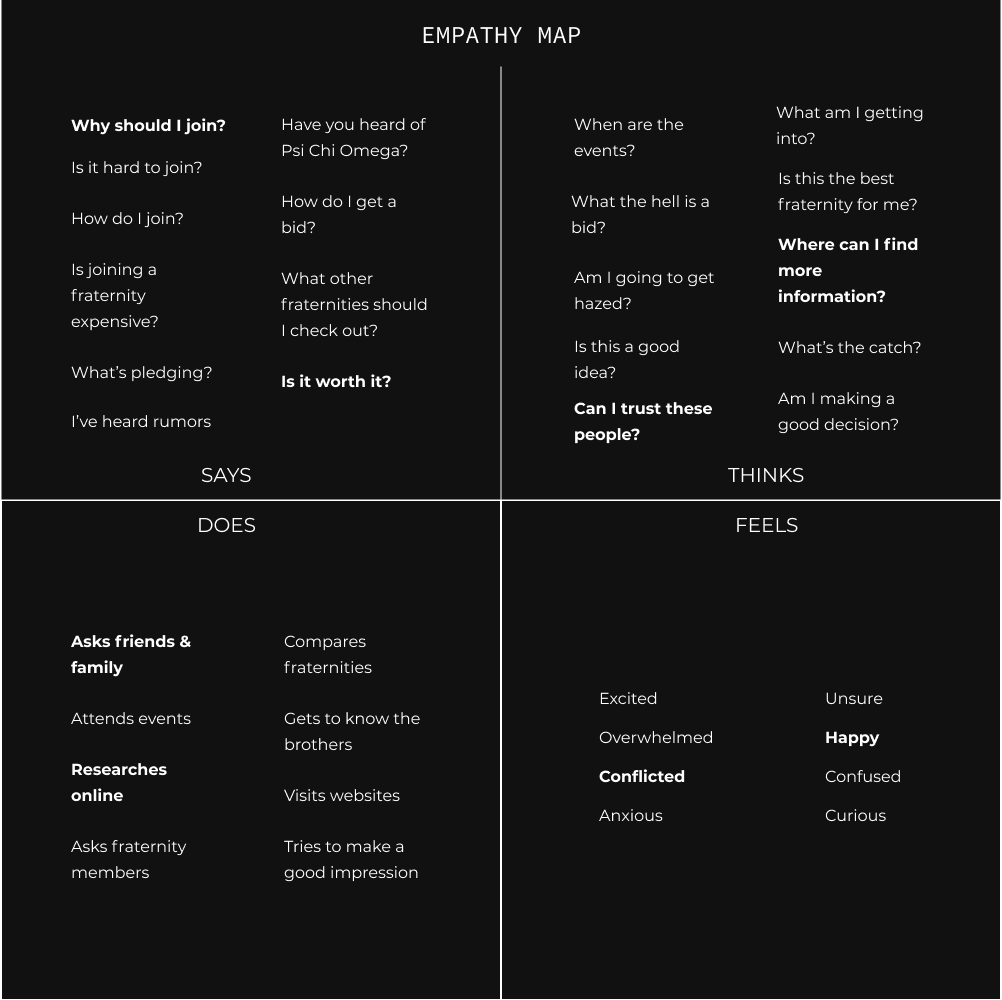 EMPATHY MAP
Why should I join?
Is it hard to join?
How do I join?
Is joining a
fraternity
expensive?
What's pledging?
I've heard rumors
Have you heard of
Psi Chi Omega?
How do I get a
bid?
What other
fraternities should
I check out?
Is it worth it?
SAYS
When are the
events?
What the hell is a
bid?
Am I going to get
hazed?
Is this a good
idea?
Can I trust these
people?
What am I getting
into?
Is this the best
fraternity for me?
Where can I find
more
information?
What's the catch?
Am I making a
good decision?
THINKS
DOES
Asks friends &
family
Attends events
Researches
online
Asks fraternity
members
Compares
fraternities
Gets to know the
brothers
Visits websites
Tries to make a
good impression
FEELS
Excited
Overwhelmed
Conflicted
Anxious
Unsure
Happy
Confused
Curious